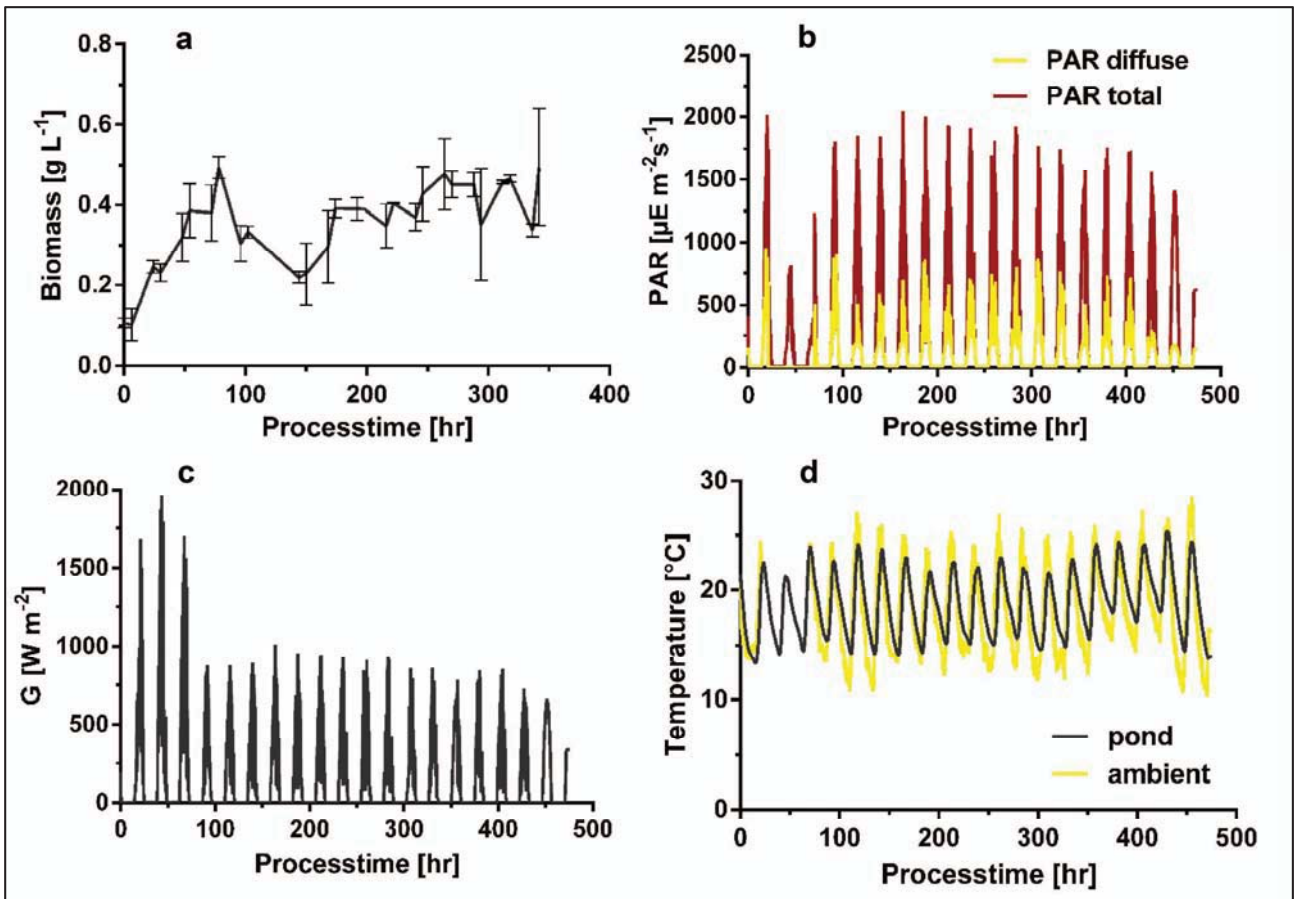 a
0.8
0.6
0.4
0.2
0.0
Biomass [g L-1]
0 100 200 300 400
Processtime [hr]
b
PAR diffuse
PAR total
2500
2000
1500
1000
500
0
PAR [µE m-2s-1]
0 100 200 300 400 500
Processtime [hr]
c
2000
1500
1000
500
0
G [W m-2]
0 100 200 300 400 500
Processtime [hr]
d
30
20
10
0
Temperature [°C]
pond
ambient
0 100 200 300 400 500
Processtime [hr]